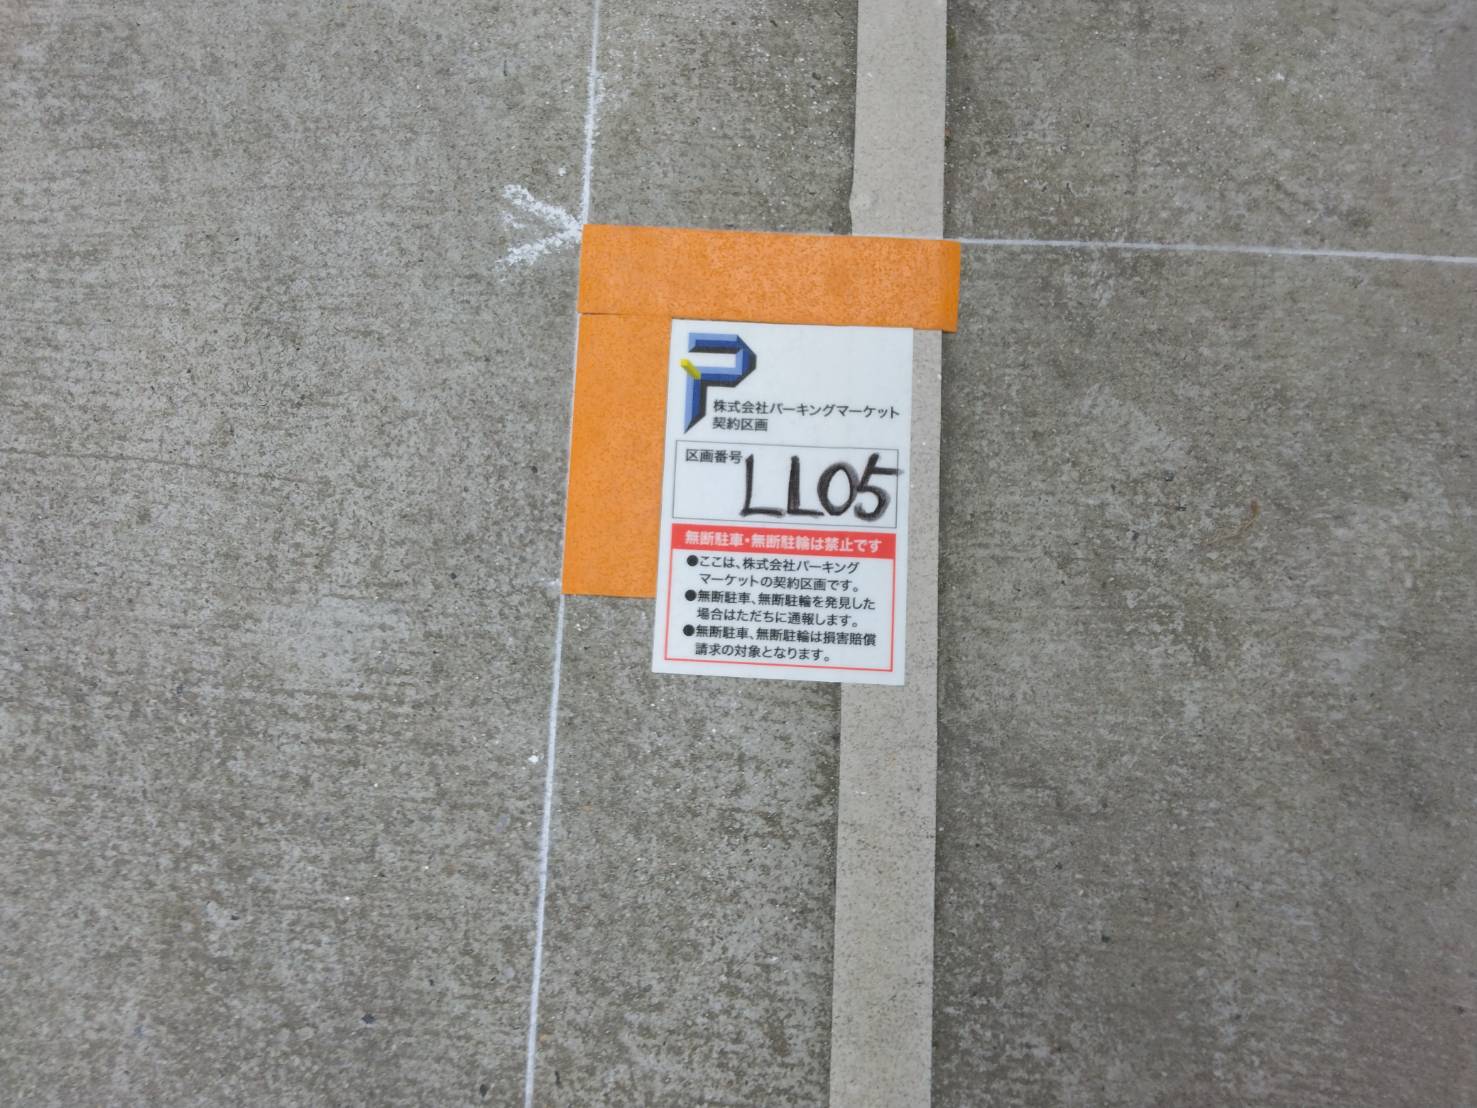 株式会社パーキングマーケット
契約区画
区画番号
LL05
無断駐車・無断駐輪は禁止です
●ここは、株式会社パーキング
マーケットの契約区画です。
●無断駐車、無断駐輪を発見した
場合はただちに通報します。
●無断駐車、無断駐輪は損害賠償
請求の対象となります。